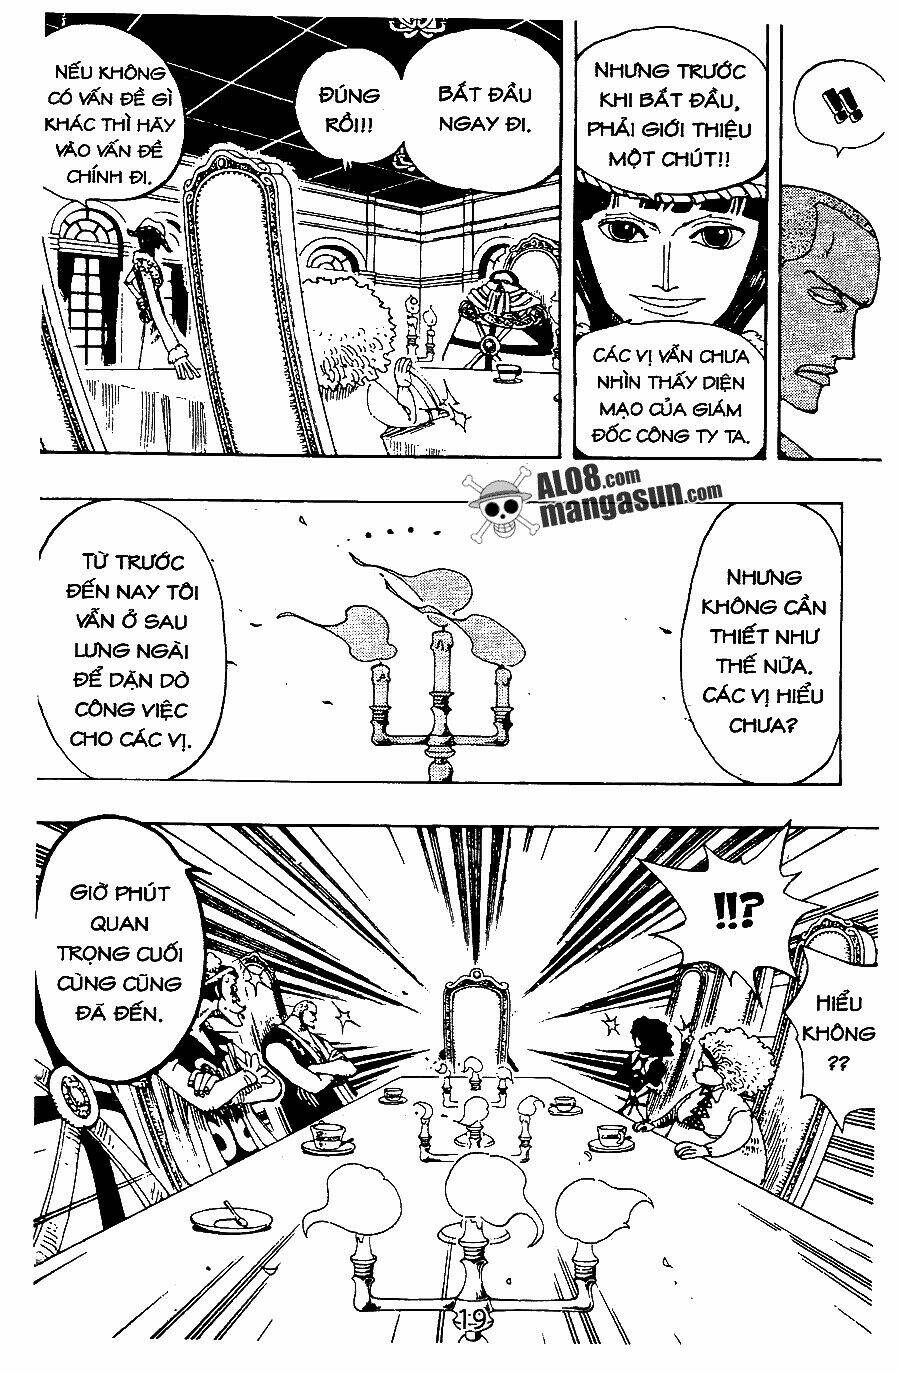 NẾU KHÔNG
CÓ VẤN ĐỀ GÌ
KHÁC THÌ HÃY
VÀO VẤN ĐỀ
CHÍNH ĐI.
ĐÚNG
RỒI!!!
BẮT ĐẦU
NGAY ĐI.
NHƯNG TRƯỚC
KHI BẮT ĐẦU,
PHẢI GIỚI THIỆU
MỘT CHÚT!!
CÁC VỊ VẪN CHƯA
NHÌN THẤY DIỆN
MẠO CỦA GIÁM
ĐỐC CÔNG TY TA.
!!
ALO8.com
mangasun.com
TỪ TRƯỚC
ĐẾN NAY TÔI
VẪN Ở SAU
LƯNG NGÀI
ĐỂ DẶN DÒ
CÔNG VIỆC
CHO CÁC VỊ.
....
NHƯNG
KHÔNG CẦN
THIẾT NHƯ
THẾ NỮA.
CÁC VỊ HIỂU
CHƯA?
GIỜ PHÚT
QUAN
TRỌNG CUỐI
CÙNG CŨNG
ĐÃ ĐẾN.
!!?
HIỂU
KHÔNG
??
19